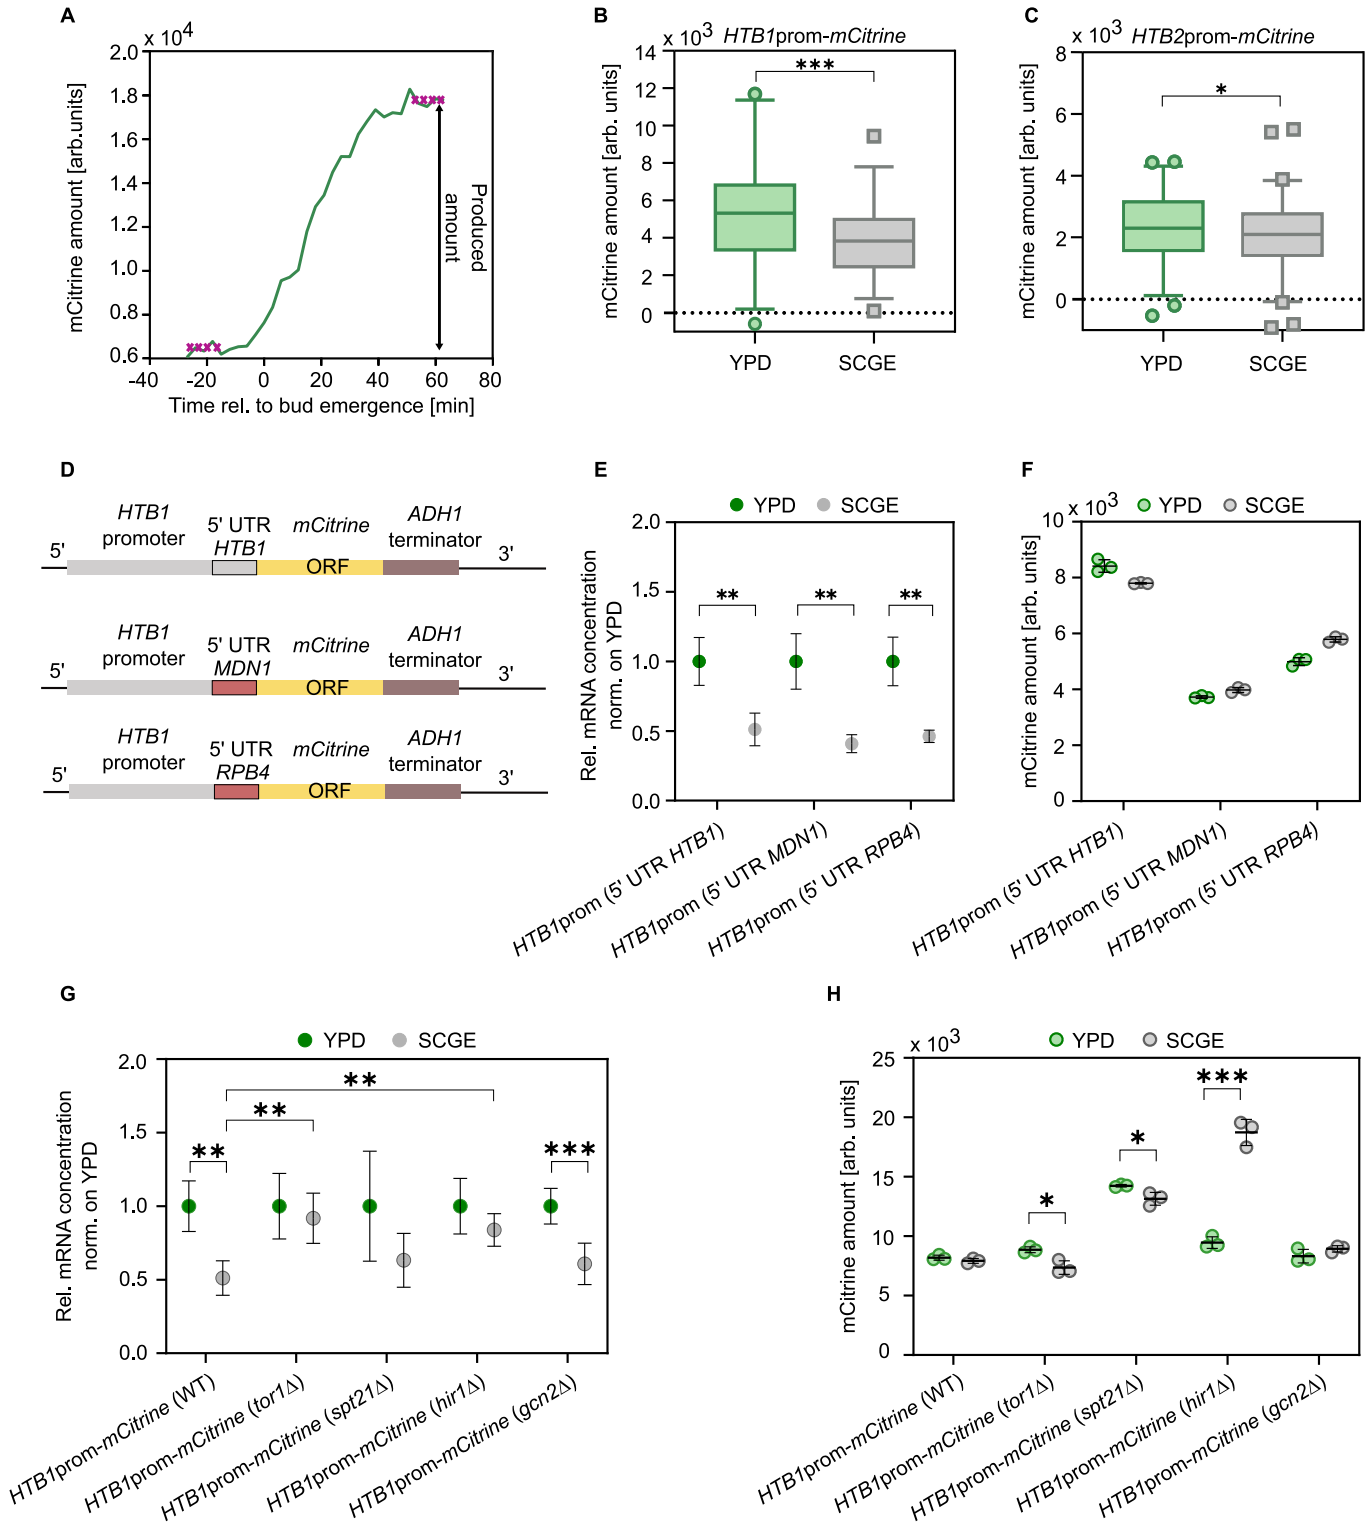 A
x 10⁴
2.0
1.8
1.6
1.4
1.2
1.0
0.8
0.6
mCitrine amount [arb.units]
Produced
amount
-40 -20 0 20 40 60 80
Time rel. to bud emergence [min]
B
x 10³ HTB1prom-mCitrine
14
12
10
8
6
4
2
0
mCitrine amount [arb. units]
***
YPD SCGE
C
x 10³ HTB2prom-mCitrine
8
6
4
2
0
mCitrine amount [arb. units]
*
YPD SCGE
D
HTB1
promoter
5' UTR
HTB1
mCitrine
ORF
ADH1
terminator
5' 3'
HTB1
promoter
5' UTR
MDN1
mCitrine
ORF
ADH1
terminator
5' 3'
HTB1
promoter
5' UTR
RPB4
mCitrine
ORF
ADH1
terminator
5' 3'
E
YPD SCGE
2.0
1.5
1.0
0.5
0.0
Rel. mRNA concentration
norm. on YPD
** ** **
HTB1prom (5' UTR HTB1)
HTB1prom (5' UTR MDN1)
HTB1prom (5' UTR RPB4)
F
x 10³
YPD SCGE
10
8
6
4
2
0
mCitrine amount [arb. units]
HTB1prom (5' UTR HTB1)
HTB1prom (5' UTR MDN1)
HTB1prom (5' UTR RPB4)
G
YPD SCGE
2.0
1.5
1.0
0.5
0.0
Rel. mRNA concentration
norm. on YPD
**
**
** ***
HTB1prom-mCitrine (WT)
HTB1prom-mCitrine (tor1Δ)
HTB1prom-mCitrine (spt21Δ)
HTB1prom-mCitrine (hir1Δ)
HTB1prom-mCitrine (gcn2Δ)
H
YPD SCGE
x 10³
25
20
15
10
5
0
mCitrine amount [arb. units]
***
*
*
HTB1prom-mCitrine (WT)
HTB1prom-mCitrine (tor1Δ)
HTB1prom-mCitrine (spt21Δ)
HTB1prom-mCitrine (hir1Δ)
HTB1prom-mCitrine (gcn2Δ)